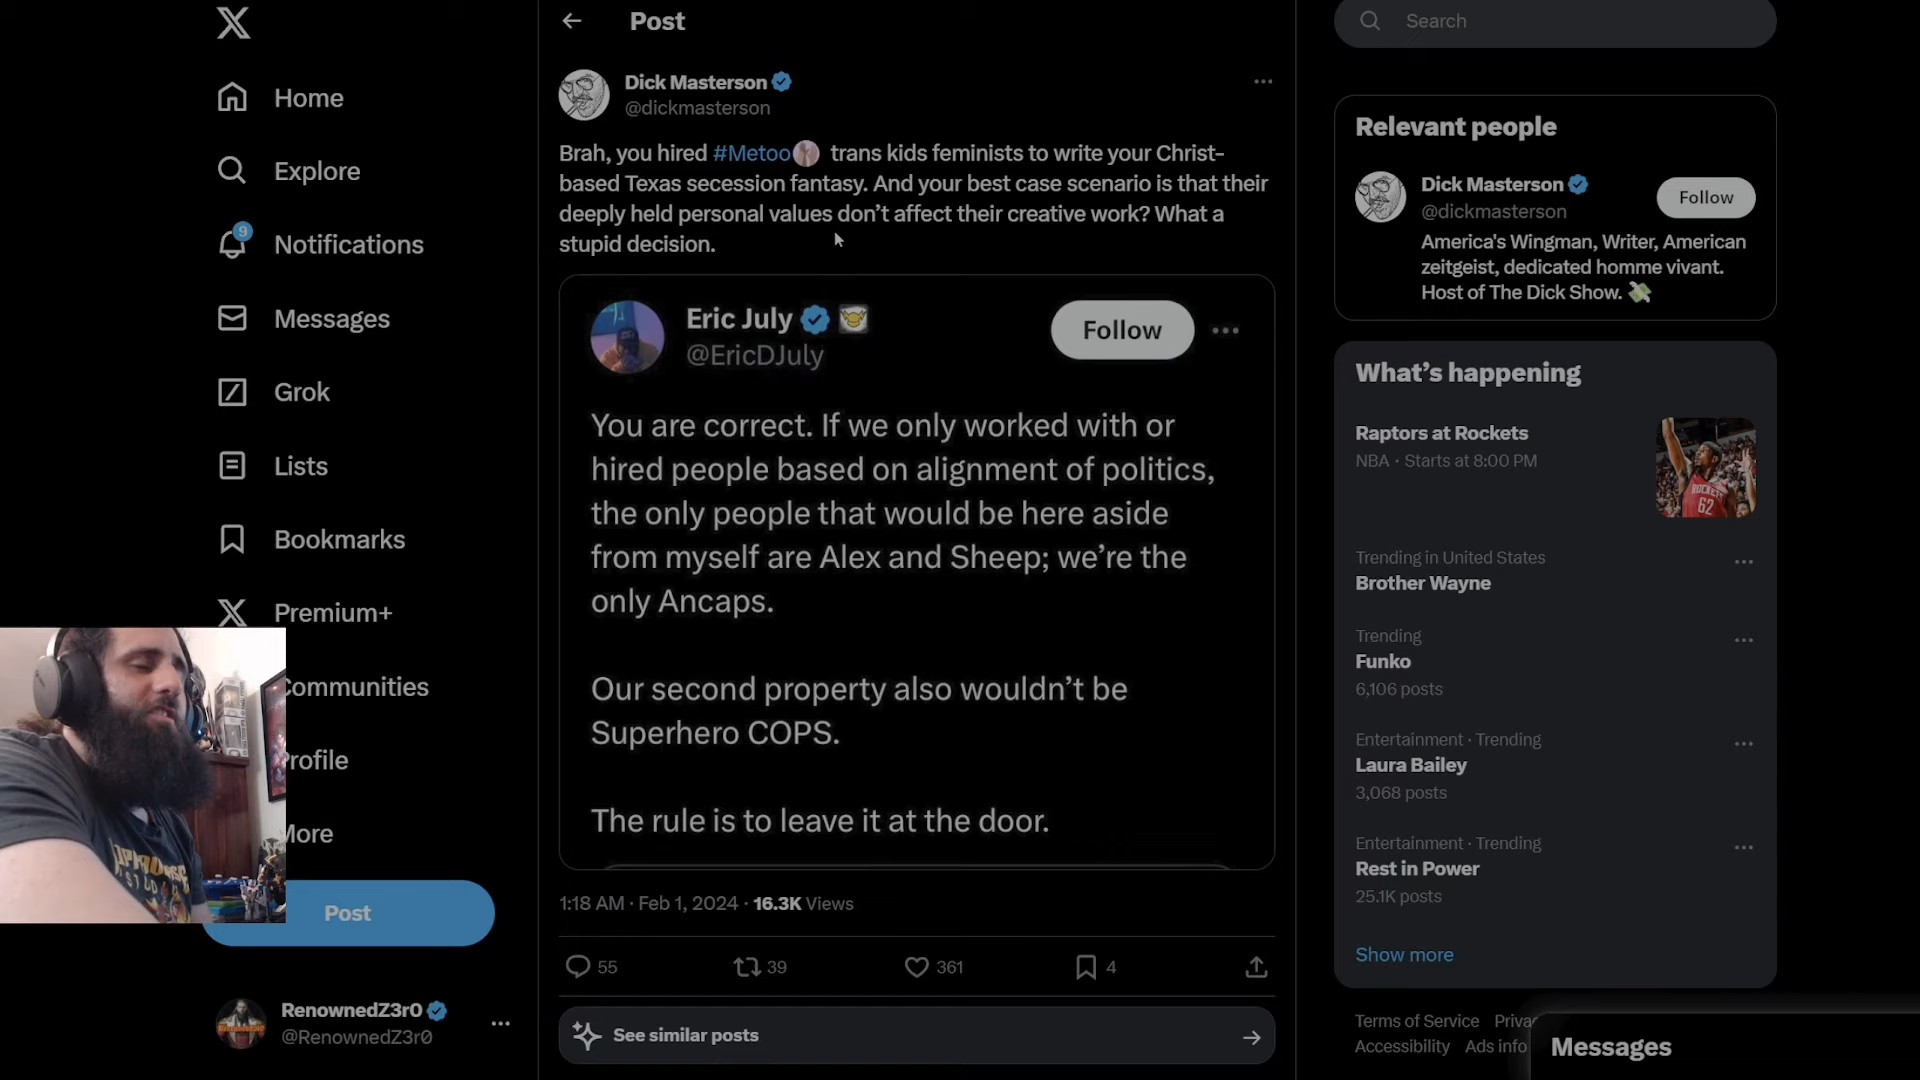 Home
Explore
9
Notifications
Messages
Grok
Lists
Bookmarks
Premium+
Communities
Profile
More
Post
RenownedZ3r0
@RenownedZ3r0
Post
Dick Masterson
@dickmasterson
Brah, you hired #Metoo trans kids feminists to write your Christ-
based Texas secession fantasy. And your best case scenario is that their
deeply held personal values don't affect their creative work? What a
stupid decision.
Eric July
@EricDJuly
Follow
You are correct. If we only worked with or
hired people based on alignment of politics,
the only people that would be here aside
from myself are Alex and Sheep; we're the
only Ancaps.
Our second property also wouldn't be
Superhero COPS.
The rule is to leave it at the door.
1:18 AM · Feb 1, 2024 · 16.3K Views
55
39
361
4
See similar posts
Search
Relevant people
Dick Masterson
@dickmasterson
Follow
America's Wingman, Writer, American
zeitgeist, dedicated homme vivant.
Host of The Dick Show.
What's happening
Raptors at Rockets
NBA · Starts at 8:00 PM
ROCKETS
62
Trending in United States
Brother Wayne
Trending
Funko
6,106 posts
Entertainment · Trending
Laura Bailey
3,068 posts
Entertainment · Trending
Rest in Power
25.1K posts
Show more
Terms of Service
Accessibility Ads info
Messages